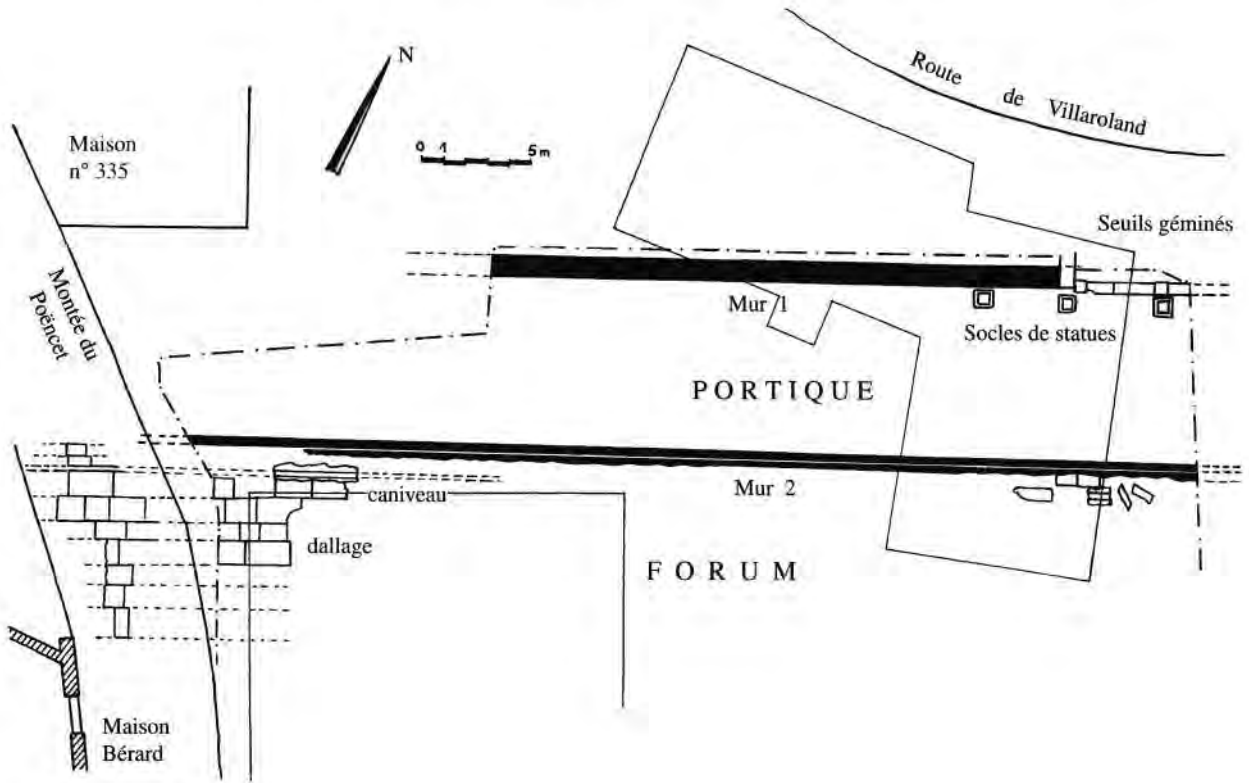 Route de Villaroland
N
0 1 5m
Maison
n° 335
Seuils géminés
Montée du
Poëncet
Mur 1
Socles de statues
PORTIQUE
Mur 2
caniveau
dallage
FORUM
Maison
Bérard